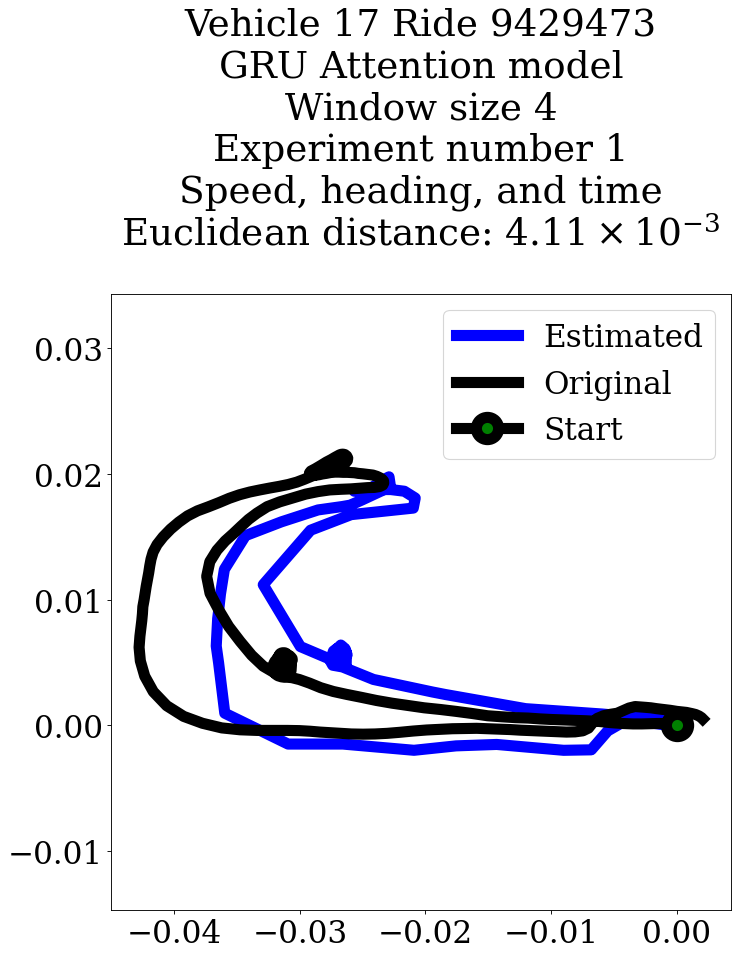 Vehicle 17 Ride 9429473
GRU Attention model
Window size 4
Experiment number 1
Speed, heading, and time
Euclidean distance: 4.11 × 10⁻³
Estimated
Original
Start
0.03
0.02
0.01
0.00
−0.01
−0.04 −0.03 −0.02 −0.01 0.00